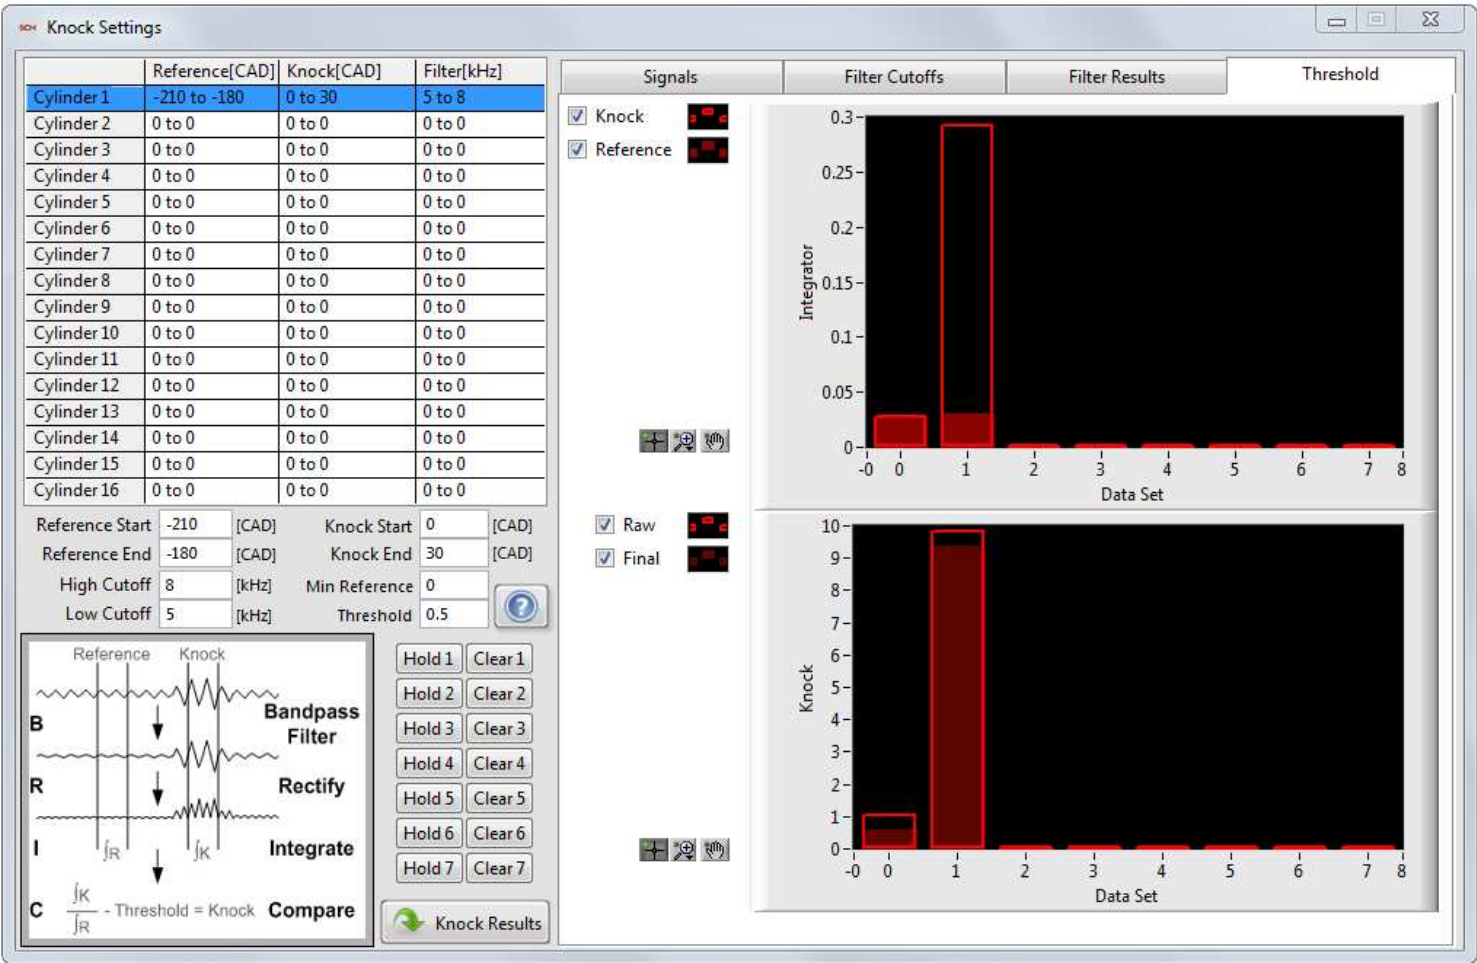 SCM Knock Settings
Reference[CAD] Knock[CAD] Filter[kHz]
Cylinder 1 -210 to -180 0 to 30 5 to 8
Cylinder 2 0 to 0 0 to 0 0 to 0
Cylinder 3 0 to 0 0 to 0 0 to 0
Cylinder 4 0 to 0 0 to 0 0 to 0
Cylinder 5 0 to 0 0 to 0 0 to 0
Cylinder 6 0 to 0 0 to 0 0 to 0
Cylinder 7 0 to 0 0 to 0 0 to 0
Cylinder 8 0 to 0 0 to 0 0 to 0
Cylinder 9 0 to 0 0 to 0 0 to 0
Cylinder 10 0 to 0 0 to 0 0 to 0
Cylinder 11 0 to 0 0 to 0 0 to 0
Cylinder 12 0 to 0 0 to 0 0 to 0
Cylinder 13 0 to 0 0 to 0 0 to 0
Cylinder 14 0 to 0 0 to 0 0 to 0
Cylinder 15 0 to 0 0 to 0 0 to 0
Cylinder 16 0 to 0 0 to 0 0 to 0
Reference Start -210 [CAD] Knock Start 0 [CAD]
Reference End -180 [CAD] Knock End 30 [CAD]
High Cutoff 8 [kHz] Min Reference 0
Low Cutoff 5 [kHz] Threshold 0.5
?
Reference Knock
B Bandpass
Filter
R Rectify
I ∫R ∫K Integrate
C ∫K/∫R - Threshold = Knock Compare
Hold 1 Clear 1
Hold 2 Clear 2
Hold 3 Clear 3
Hold 4 Clear 4
Hold 5 Clear 5
Hold 6 Clear 6
Hold 7 Clear 7
Knock Results
Signals Filter Cutoffs Filter Results Threshold
Knock
Reference
Integrator
0.3
0.25
0.2
0.15
0.1
0.05
0
-0 0 1 2 3 4 5 6 7 8
Data Set
Raw
Final
Knock
10
9
8
7
6
5
4
3
2
1
0
-0 0 1 2 3 4 5 6 7 8
Data Set